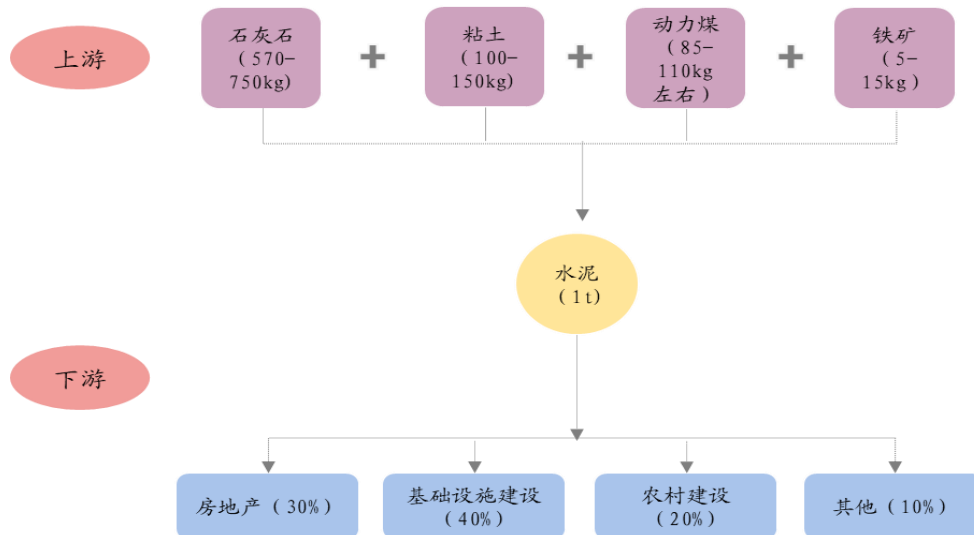 上游
石灰石
(570-
750kg)
+
粘土
(100-
150kg)
+
动力煤
(85-
110kg
左右)
+
铁矿
(5-
15kg)
水泥
(1t)
下游
房地产(30%)
基础设施建设
(40%)
农村建设
(20%)
其他(10%)